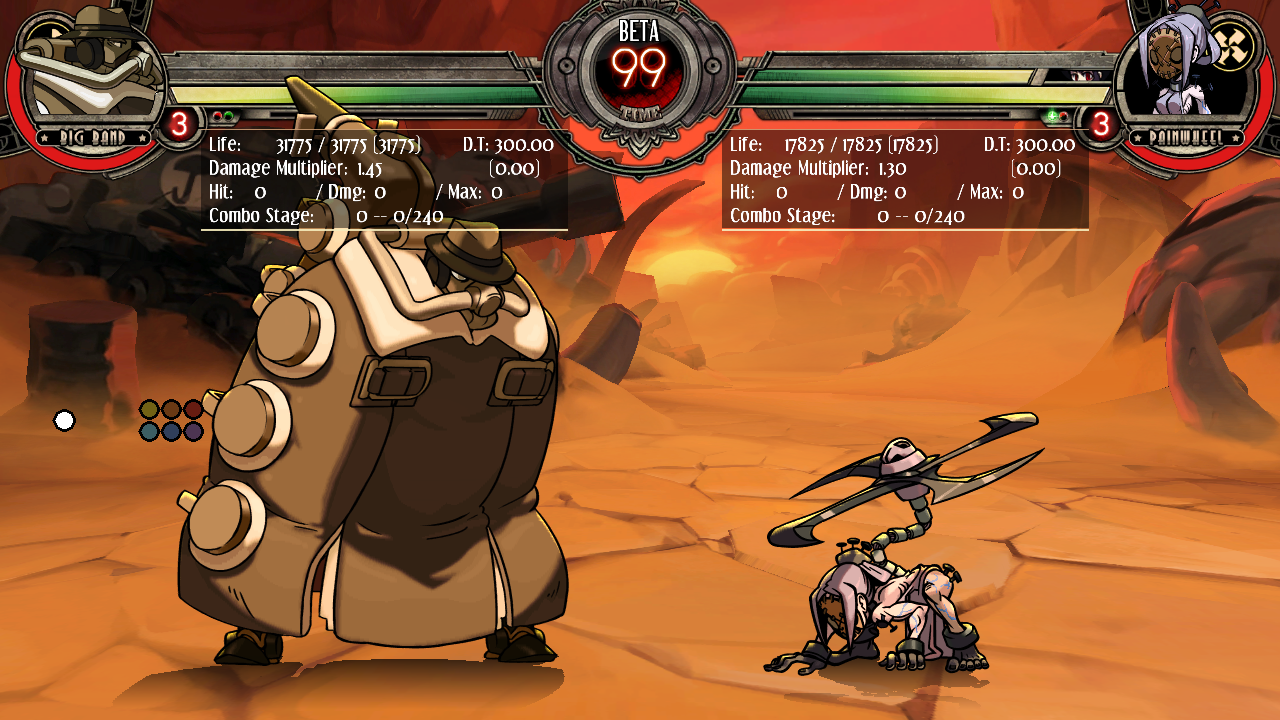 BETA
99
TIME
BIG BAND
3
3
PAINWHEEL
Life: 31775 / 31775 (31775) D.T: 300.00
Damage Multiplier: 1.45 (0.00)
Hit: 0 / Dmg: 0 / Max: 0
Combo Stage: 0 -- 0/240
Life: 17825 / 17825 (17825) D.T: 300.00
Damage Multiplier: 1.30 (0.00)
Hit: 0 / Dmg: 0 / Max: 0
Combo Stage: 0 -- 0/240